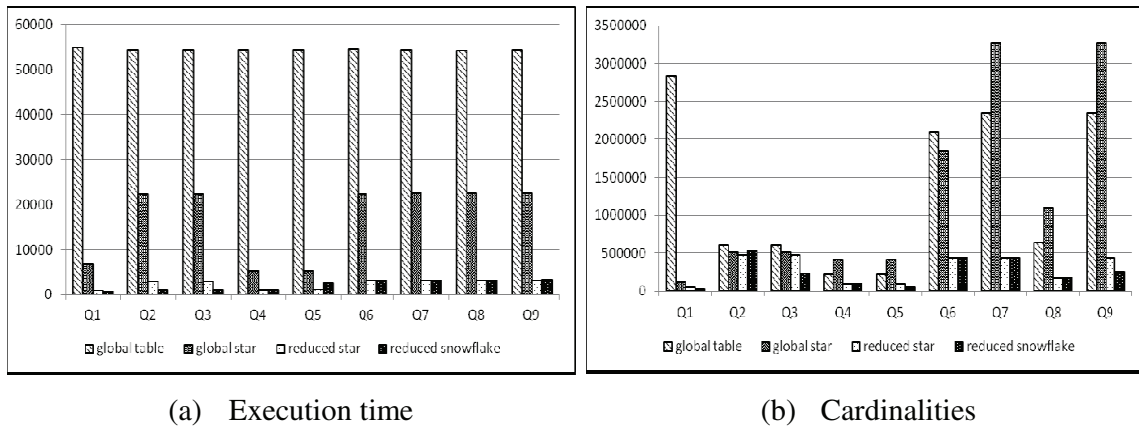 60000
50000
40000
30000
20000
10000
0
Q1 Q2 Q3 Q4 Q5 Q6 Q7 Q8 Q9
global table global star reduced star reduced snowflake
(a) Execution time
3500000
3000000
2500000
2000000
1500000
1000000
500000
0
Q1 Q2 Q3 Q4 Q5 Q6 Q7 Q8 Q9
global table global star reduced star reduced snowflake
(b) Cardinalities